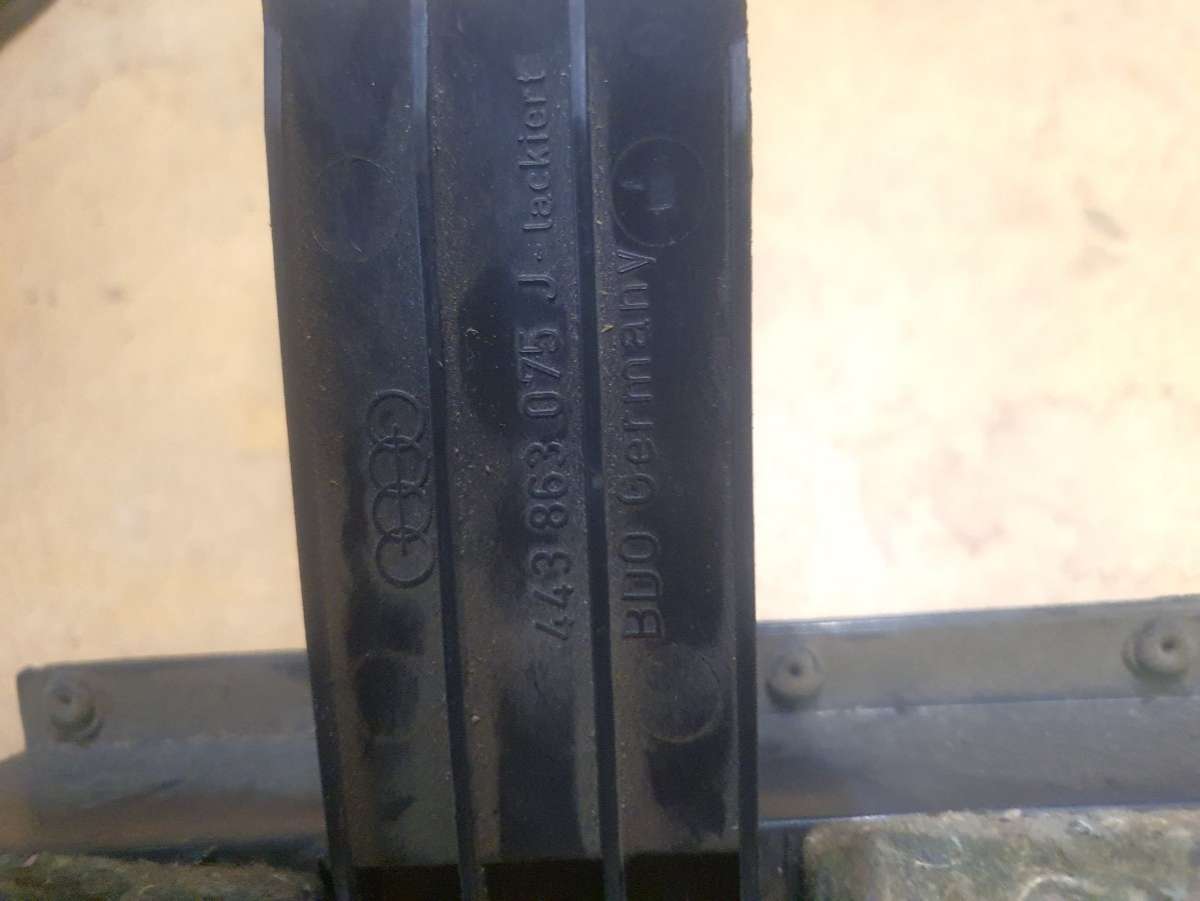 443 863 075 J - lackiert
BDO Germany